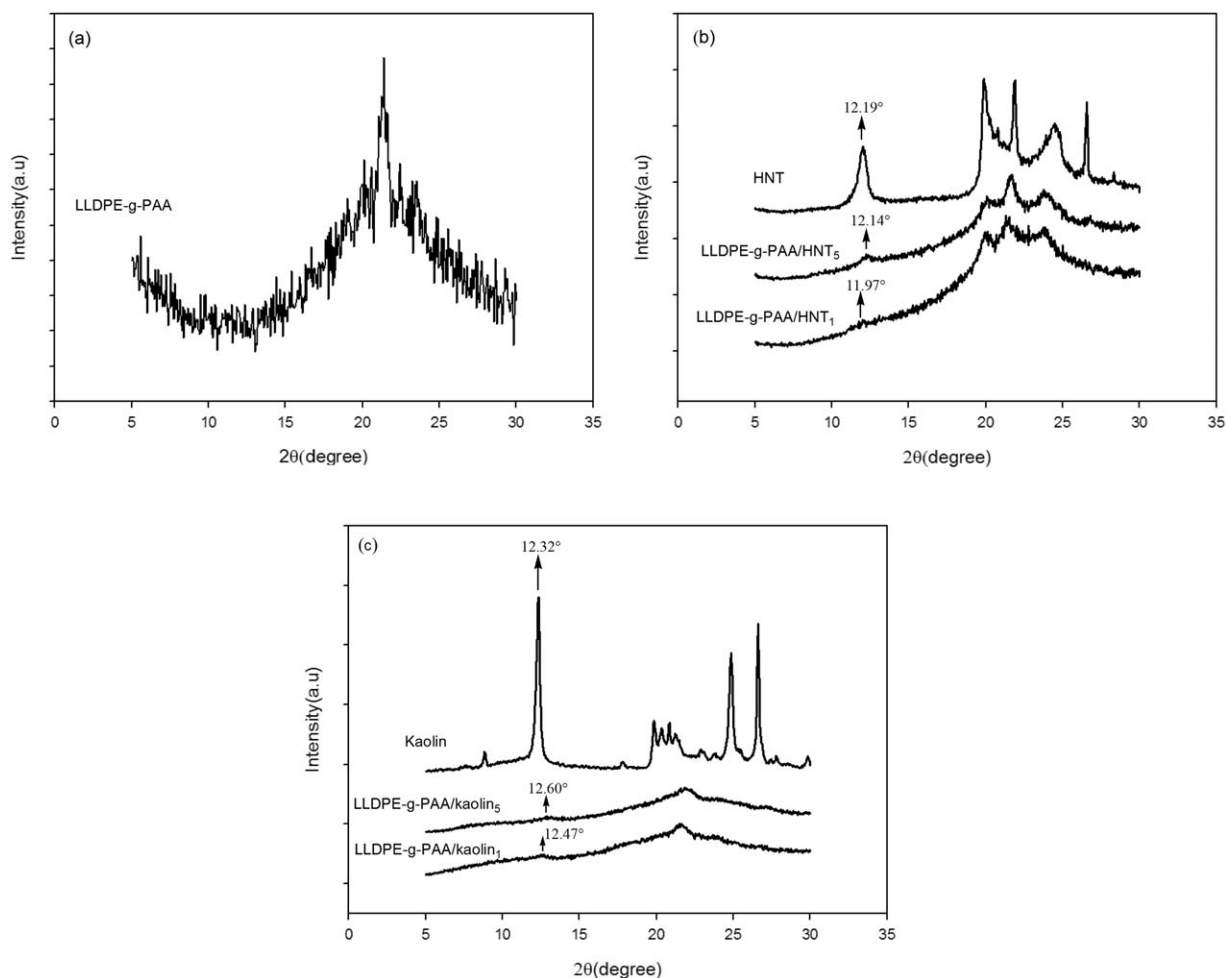 (a)
Intensity(a.u)
LLDPE-g-PAA
0 5 10 15 20 25 30 35
2θ(degree)
(b)
Intensity(a.u)
12.19°
HNT
12.14°
LLDPE-g-PAA/HNT₅
11.97°
LLDPE-g-PAA/HNT₁
0 5 10 15 20 25 30 35
2θ(degree)
(c)
Intensity(a.u)
12.32°
Kaolin
12.60°
LLDPE-g-PAA/kaolin₅
12.47°
LLDPE-g-PAA/kaolin₁
0 5 10 15 20 25 30 35
2θ(degree)